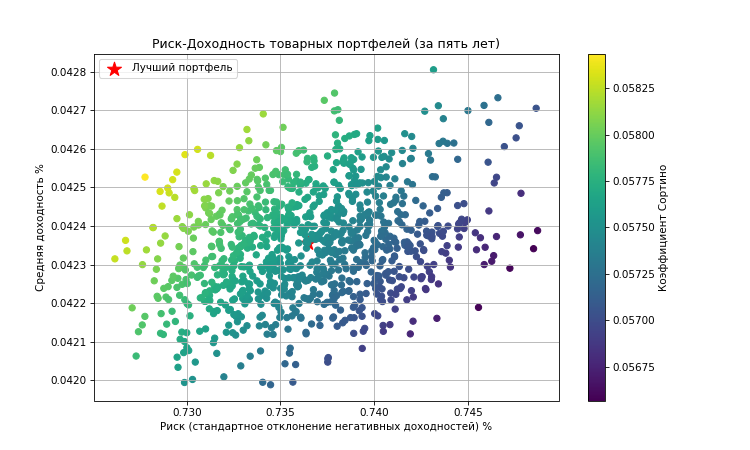 Риск-Доходность товарных портфелей (за пять лет)
Лучший портфель
Средняя доходность %
0.0428
0.0427
0.0426
0.0425
0.0424
0.0423
0.0422
0.0421
0.0420
0.730 0.735 0.740 0.745
Риск (стандартное отклонение негативных доходностей) %
0.05825
0.05800
0.05775
0.05750
0.05725
0.05700
0.05675
Коэффициент Сортино